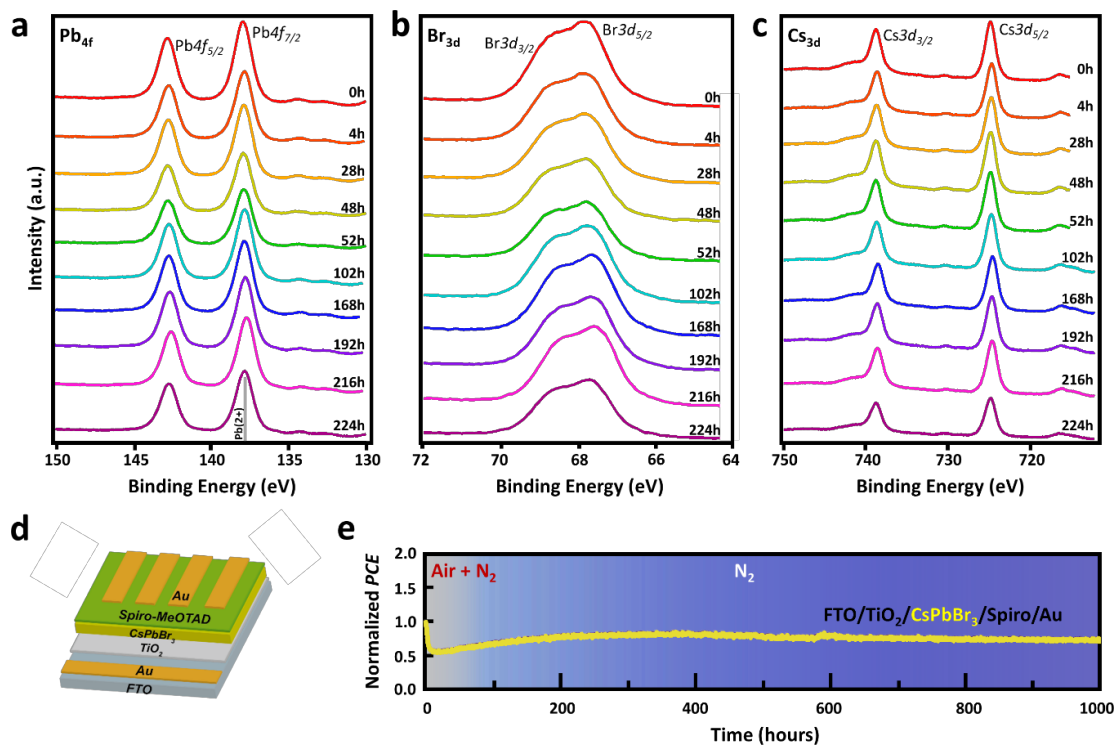 a
Pb4f
Pb4f5/2
Pb4f7/2
0h
4h
28h
48h
52h
102h
168h
192h
216h
224h
Pb(2+)
150 145 140 135 130
Binding Energy (eV)
Intensity (a.u.)
b
Br3d
Br3d3/2
Br3d5/2
0h
4h
28h
48h
52h
102h
168h
192h
216h
224h
72 70 68 66 64
Binding Energy (eV)
c
Cs3d
Cs3d3/2
Cs3d5/2
0h
4h
28h
48h
52h
102h
168h
192h
216h
224h
750 740 730 720
Binding Energy (eV)
d
Au
Spiro-MeOTAD
CsPbBr3
TiO2
Au
FTO
e
Normalized PCE
2.0
1.5
1.0
0.5
0.0
Air + N2
N2
FTO/TiO2/CsPbBr3/Spiro/Au
0 200 400 600 800 1000
Time (hours)